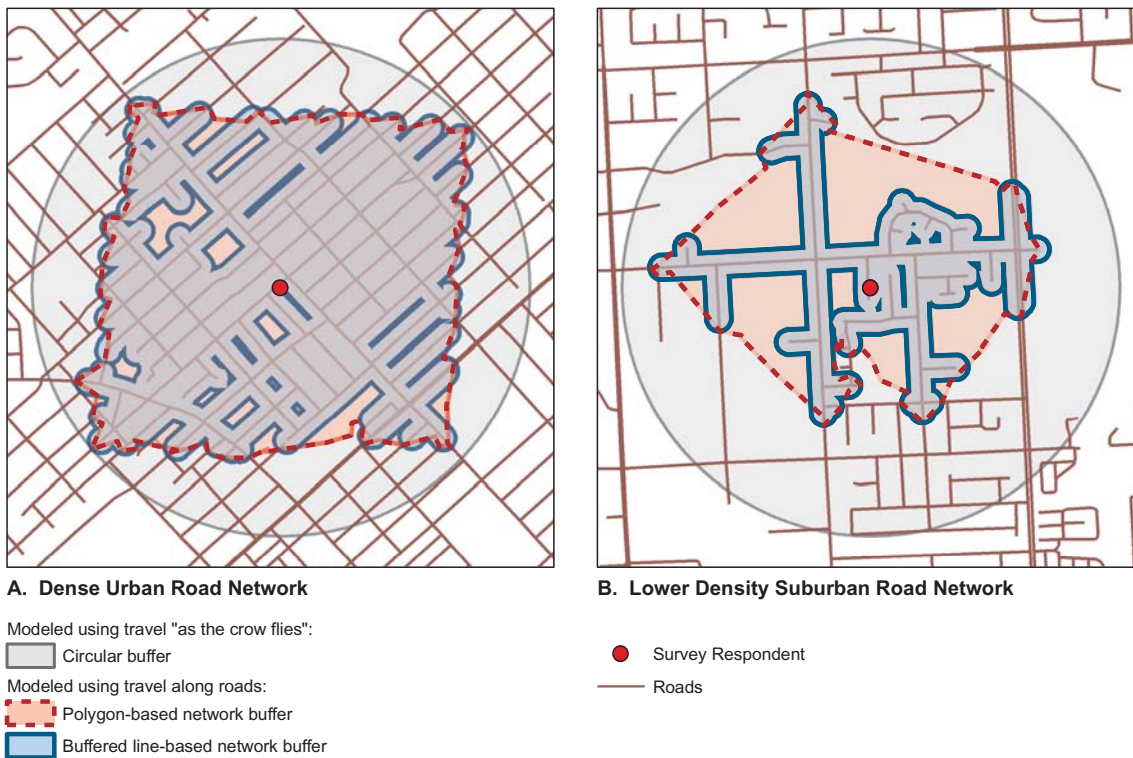 A. Dense Urban Road Network
B. Lower Density Suburban Road Network
Modeled using travel "as the crow flies":
Circular buffer
Modeled using travel along roads:
Polygon-based network buffer
Buffered line-based network buffer
Survey Respondent
Roads